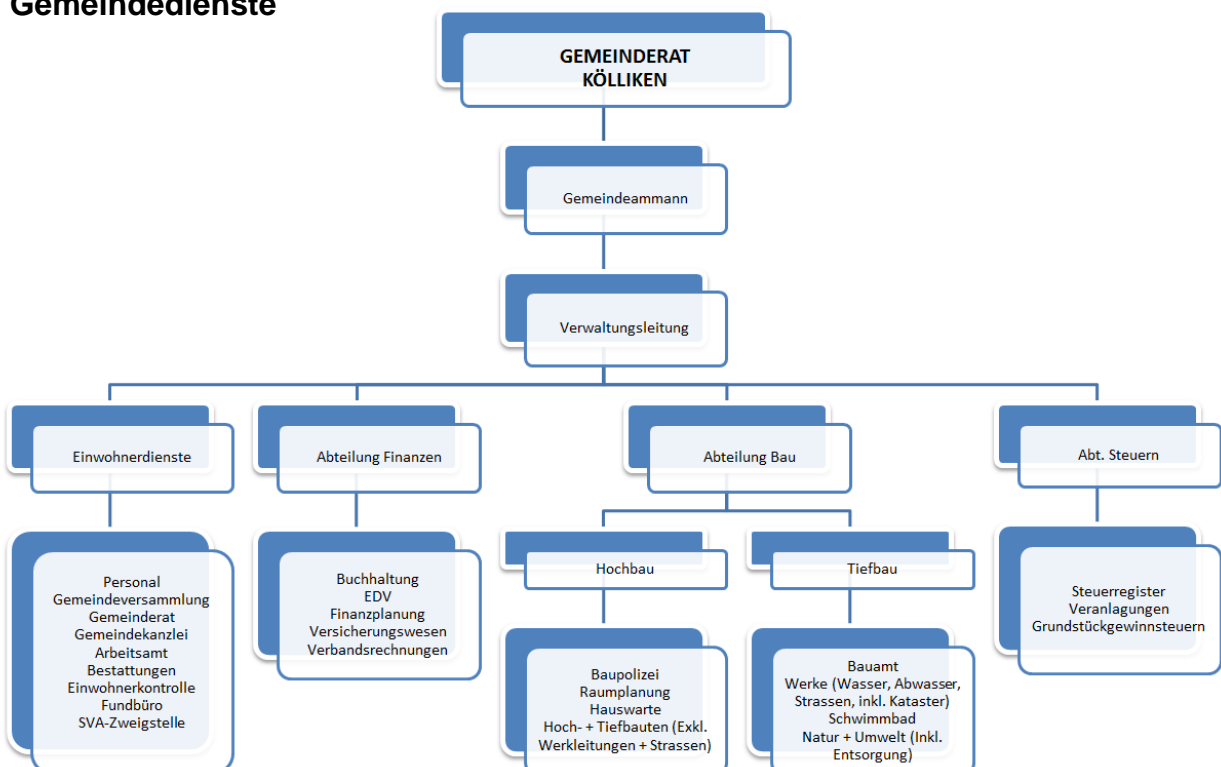 Gemeindedienste
GEMEINDERAT
KÖLLIKEN
Gemeindeammann
Verwaltungsleitung
Einwohnerdienste
Abteilung Finanzen
Abteilung Bau
Abt. Steuern
Hochbau
Tiefbau
Personal
Gemeindeversammlung
Gemeinderat
Gemeindekanzlei
Arbeitsamt
Bestattungen
Einwohnerkontrolle
Fundbüro
SVA-Zweigstelle
Buchhaltung
EDV
Finanzplanung
Versicherungswesen
Verbandsrechnungen
Baupolizei
Raumplanung
Hauswarte
Hoch- + Tiefbauten (Exkl.
Werkleitungen + Strassen)
Bauamt
Werke (Wasser, Abwasser,
Strassen, inkl. Kataster)
Schwimmbad
Natur + Umwelt (Inkl.
Entsorgung)
Steuerregister
Veranlagungen
Grundstückgewinnsteuern